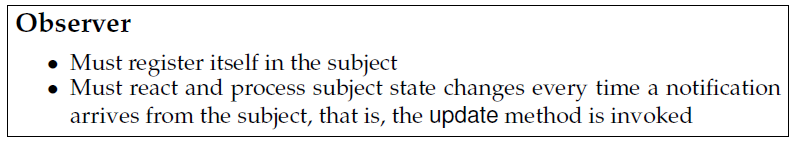 Observer
• Must register itself in the subject
• Must react and process subject state changes every time a notification
arrives from the subject, that is, the update method is invoked